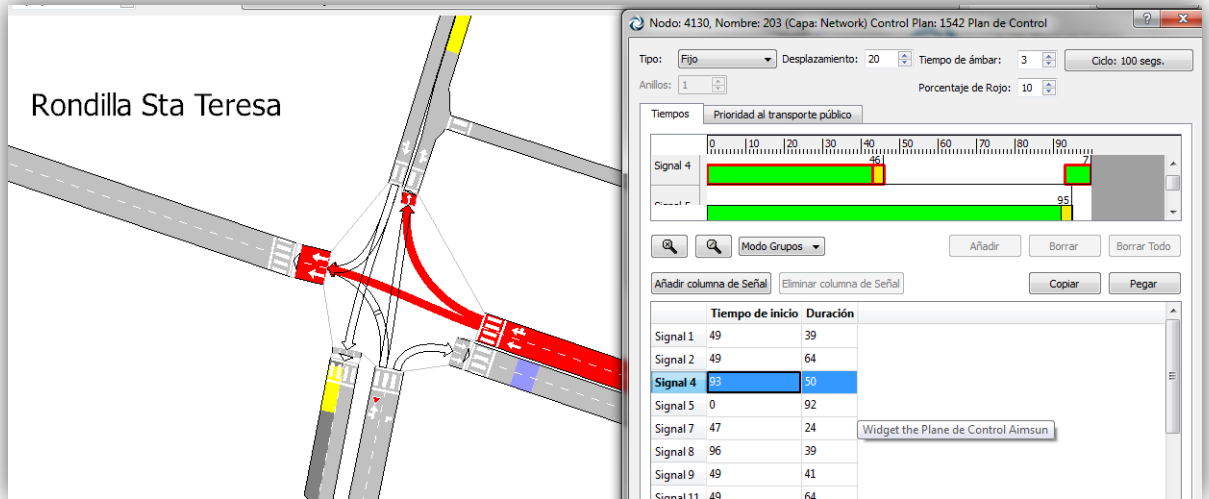 Nodo: 4130, Nombre: 203 (Capa: Network) Control Plan: 1542 Plan de Control
Tipo: Fijo Desplazamiento: 20 Tiempo de ámbar: 3 Ciclo: 100 segs.
Anillos: 1 Porcentaje de Rojo: 10
Rondilla Sta Teresa
Tiempos Prioridad al transporte público
0 10 20 30 40 50 60 70 80 90
46 7
Signal 4
95
Modo Grupos Añadir Borrar Borrar Todo
Añadir columna de Señal Eliminar columna de Señal Copiar Pegar
Tiempo de inicio Duración
Signal 1 49 39
Signal 2 49 64
Signal 4 93 50
Signal 5 0 92
Signal 7 47 24
Widget the Plane de Control Aimsun
Signal 8 96 39
Signal 9 49 41
Signal 11 49 64